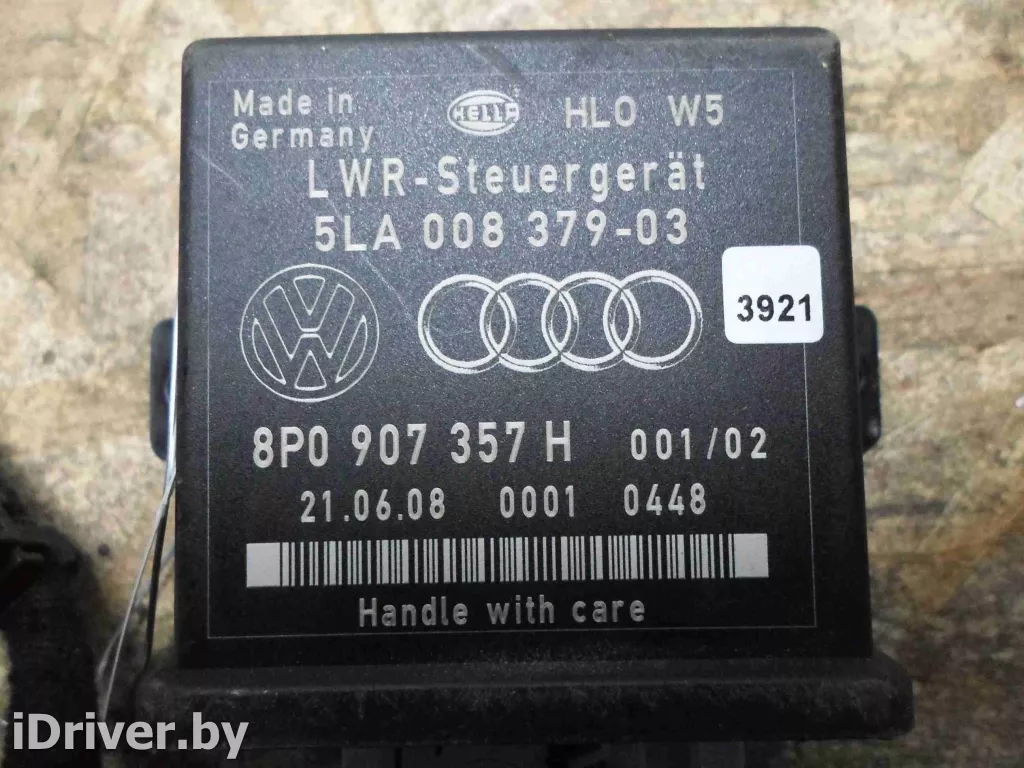 Made in
Germany
HELLA
HLO W5
LWR-Steuergerät
5LA 008 379-03
3921
8P0 907 357 H 001/02
21.06.08 0001 0448
Handle with care
iDriver.by